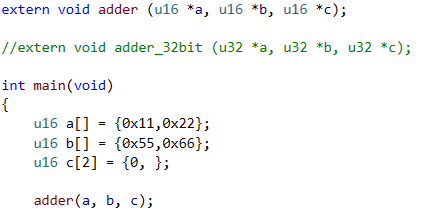 extern void adder (u16 *a, u16 *b, u16 *c);
//extern void adder_32bit (u32 *a, u32 *b, u32 *c);
int main(void)
{
u16 a[] = {0x11,0x22};
u16 b[] = {0x55,0x66};
u16 c[2] = {0, };
adder(a, b, c);